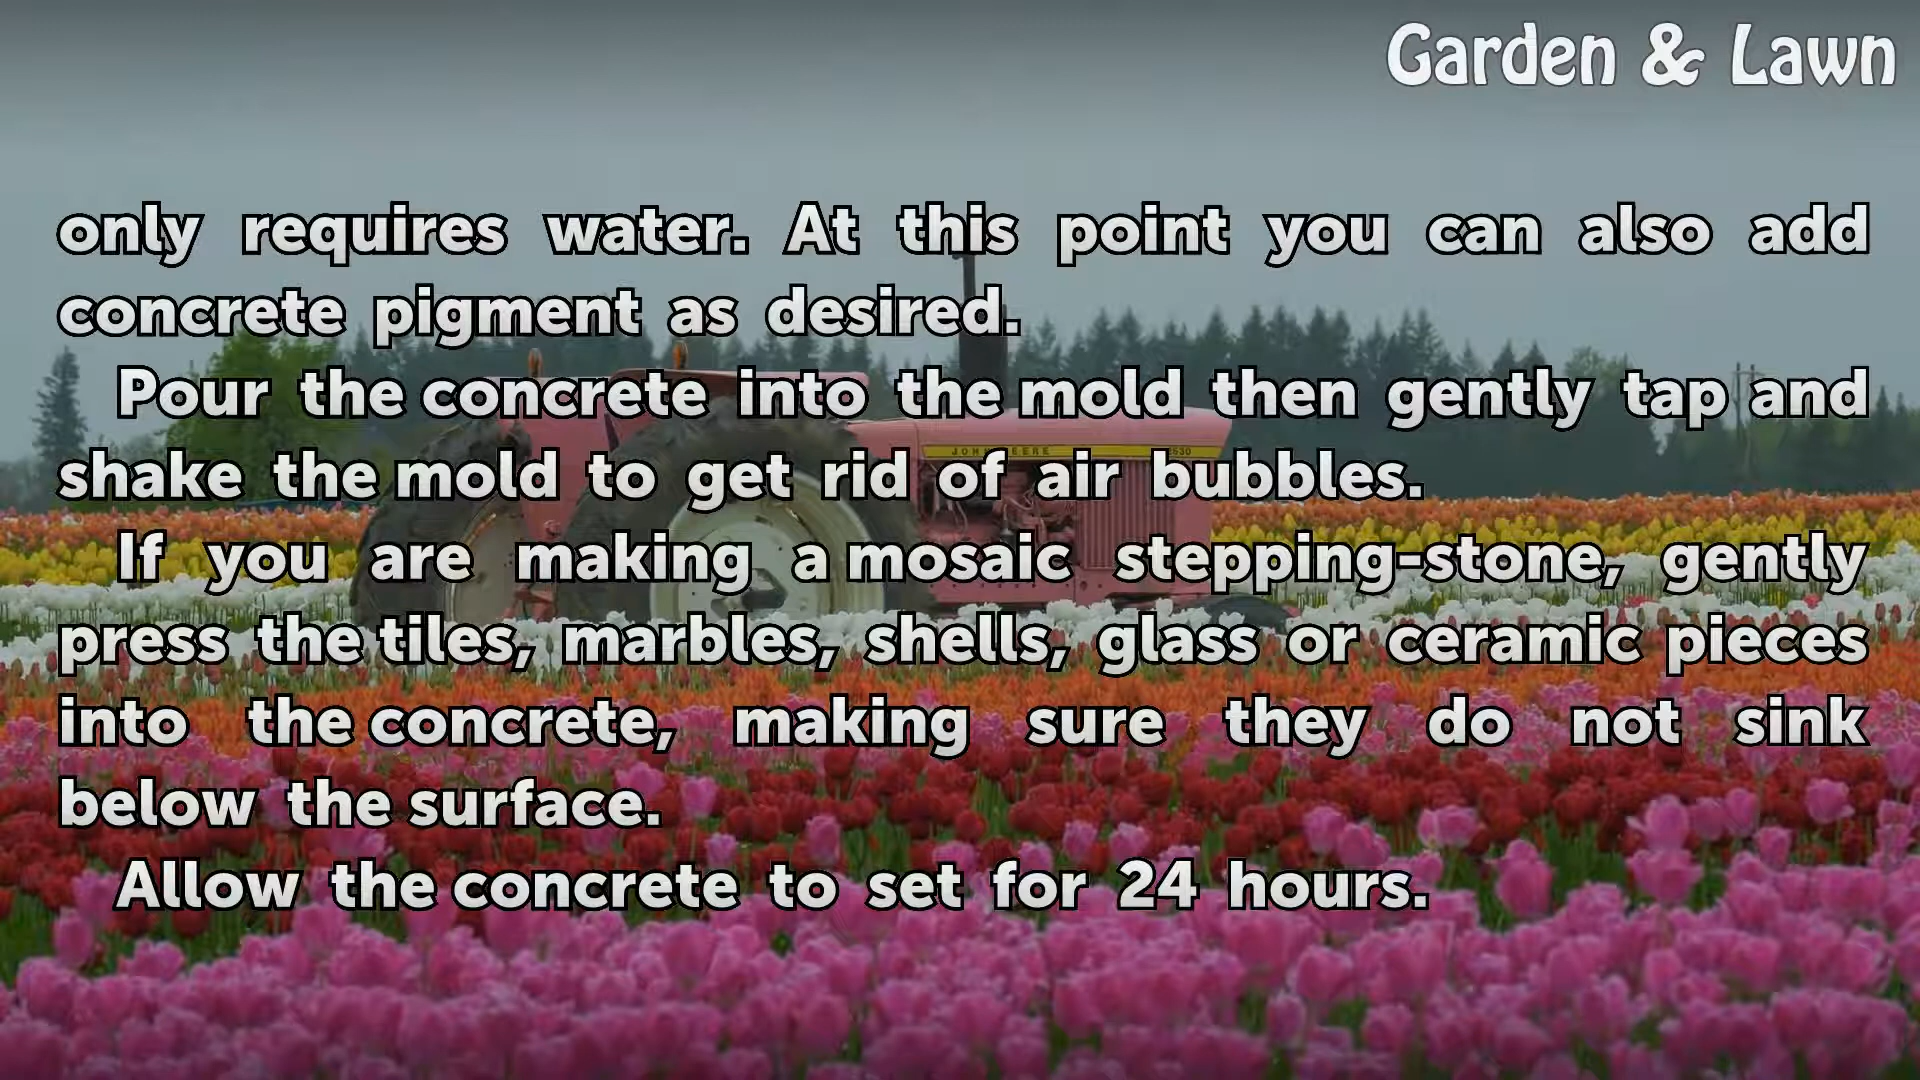 Garden & Lawn
only requires water. At this point you can also add
concrete pigment as desired.
Pour the concrete into the mold then gently tap and
shake the mold to get rid of air bubbles.
JOHN DEERE 2630
If you are making a mosaic stepping-stone, gently
press the tiles, marbles, shells, glass or ceramic pieces
into the concrete, making sure they do not sink
below the surface.
Allow the concrete to set for 24 hours.